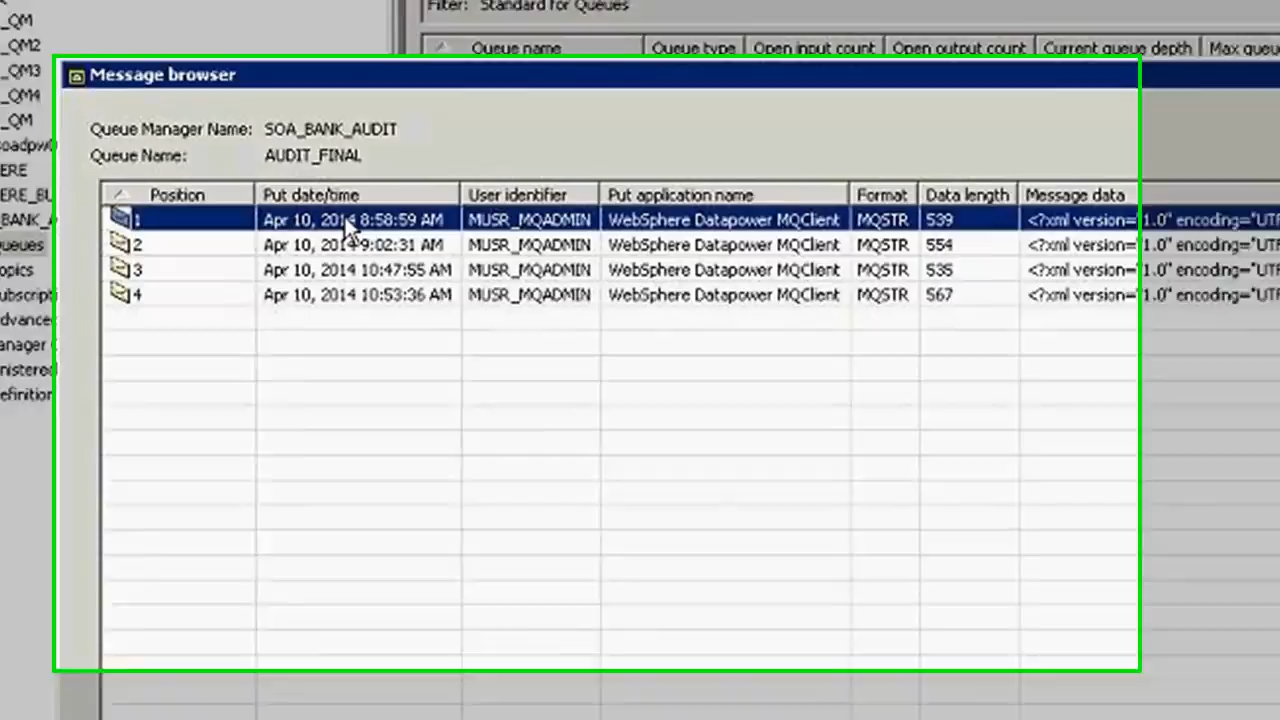 Filter: Standard for Queues
_QM
_QM2
_QM3
_QM4
_QM
Queue name Queue type Open input count Open output count Current queue depth Max queu
Message browser
Queue Manager Name: SOA_BANK_AUDIT
Queue Name: AUDIT_FINAL
soadpw0
ERE
ERE_BU
BANK_A
ueues
opics
ubscripti
dvanced
anager
nistered
efinition
Position Put date/time User identifier Put application name Format Data length Message data
1 Apr 10, 2014 8:58:59 AM MUSR_MQADMIN WebSphere Datapower MQClient MQSTR 539 <?xml version="1.0" encoding="UTF
2 Apr 10, 2014 9:02:31 AM MUSR_MQADMIN WebSphere Datapower MQClient MQSTR 554 <?xml version="1.0" encoding="UTF
3 Apr 10, 2014 10:47:55 AM MUSR_MQADMIN WebSphere Datapower MQClient MQSTR 535 <?xml version="1.0" encoding="UTF
4 Apr 10, 2014 10:53:36 AM MUSR_MQADMIN WebSphere Datapower MQClient MQSTR 567 <?xml version="1.0" encoding="UTF